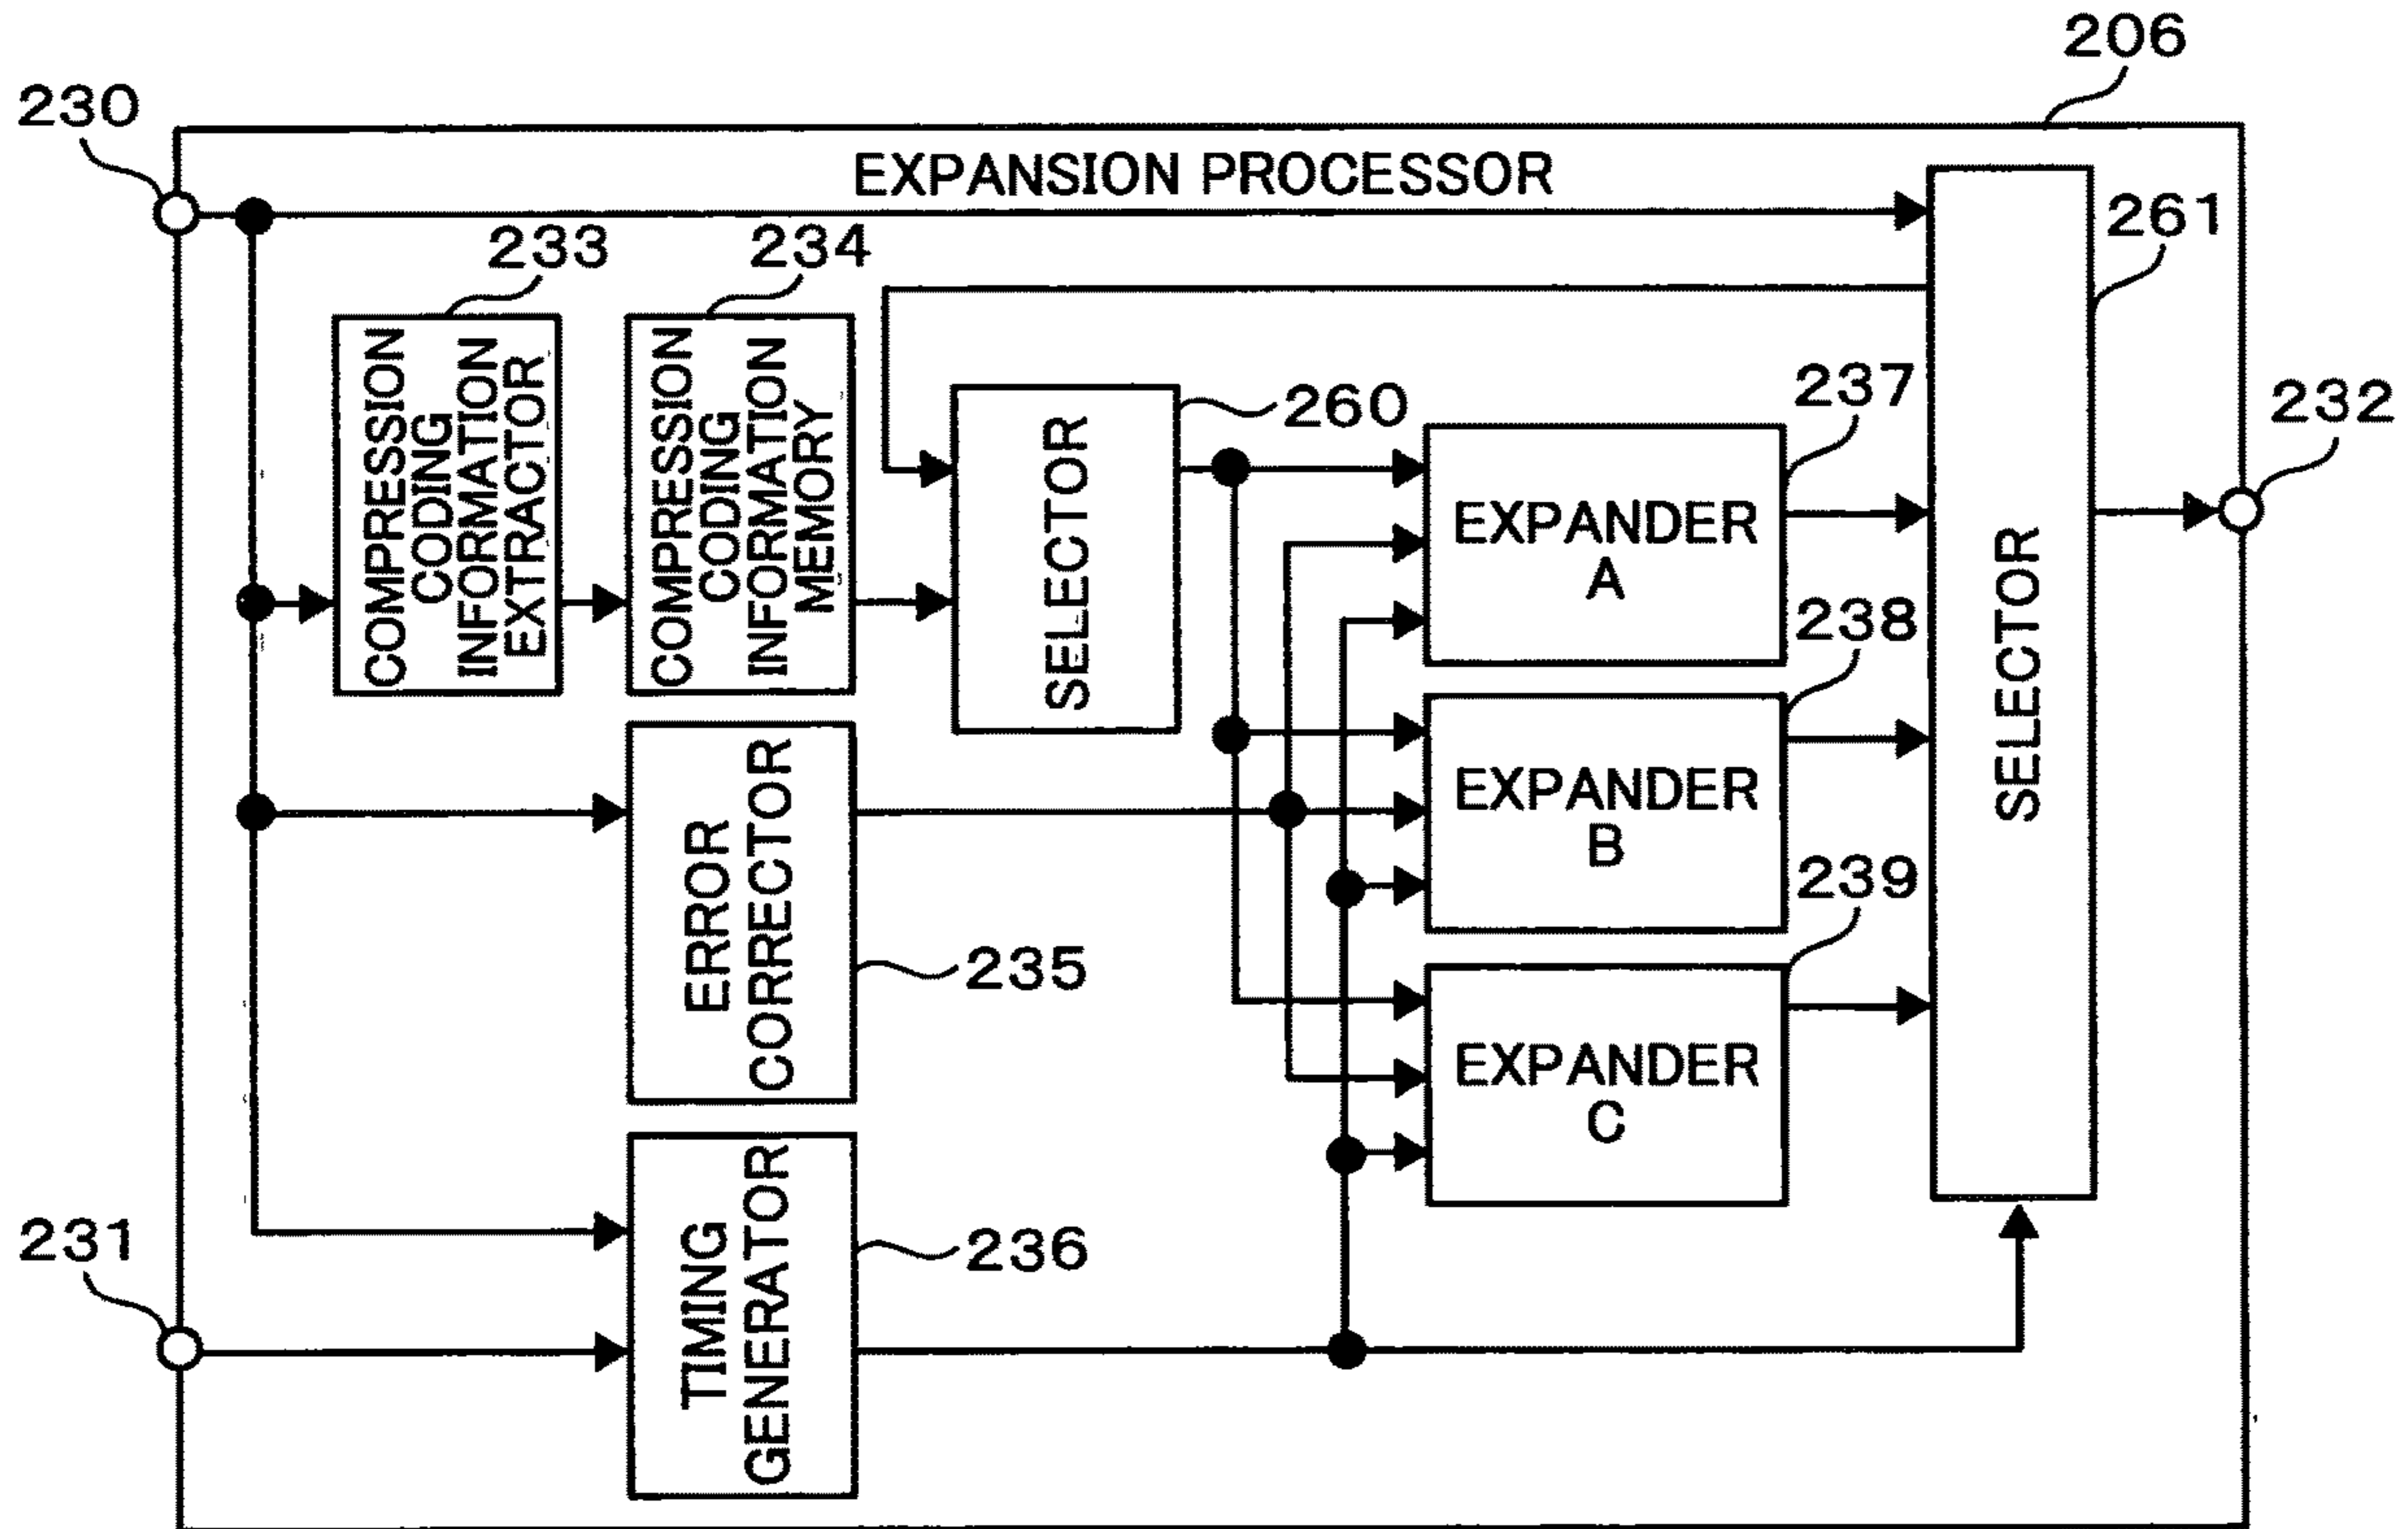 206
230
EXPANSION PROCESSOR
261
233
234
COMPRESSION
CODING
INFORMATION
EXTRACTOR
COMPRESSION
CODING
INFORMATION
MEMORY
SELECTOR
260
237
232
EXPANDER
A
SELECTOR
238
EXPANDER
B
ERROR
CORRECTOR
235
239
EXPANDER
C
231
TIMING
GENERATOR
236